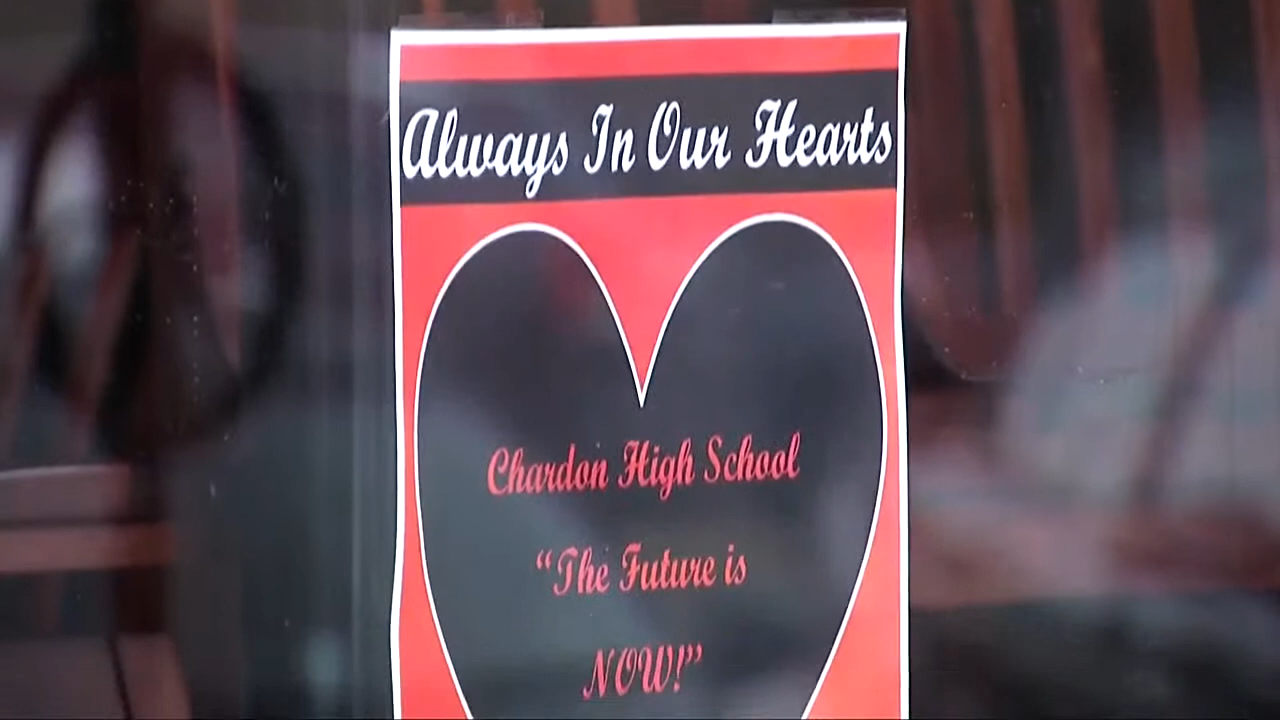 Always In Our Hearts
Chardon High School
“The Future is
NOW!”